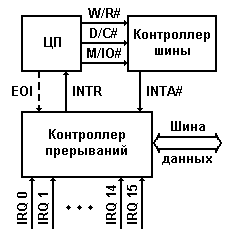 W/R#
ЦП
D/C#
Контроллер
шины
M/IO#
EOI
INTR
INTA#
Контроллер
прерываний
Шина
данных
IRQ 0
IRQ 1
• • •
IRQ 14
IRQ 15